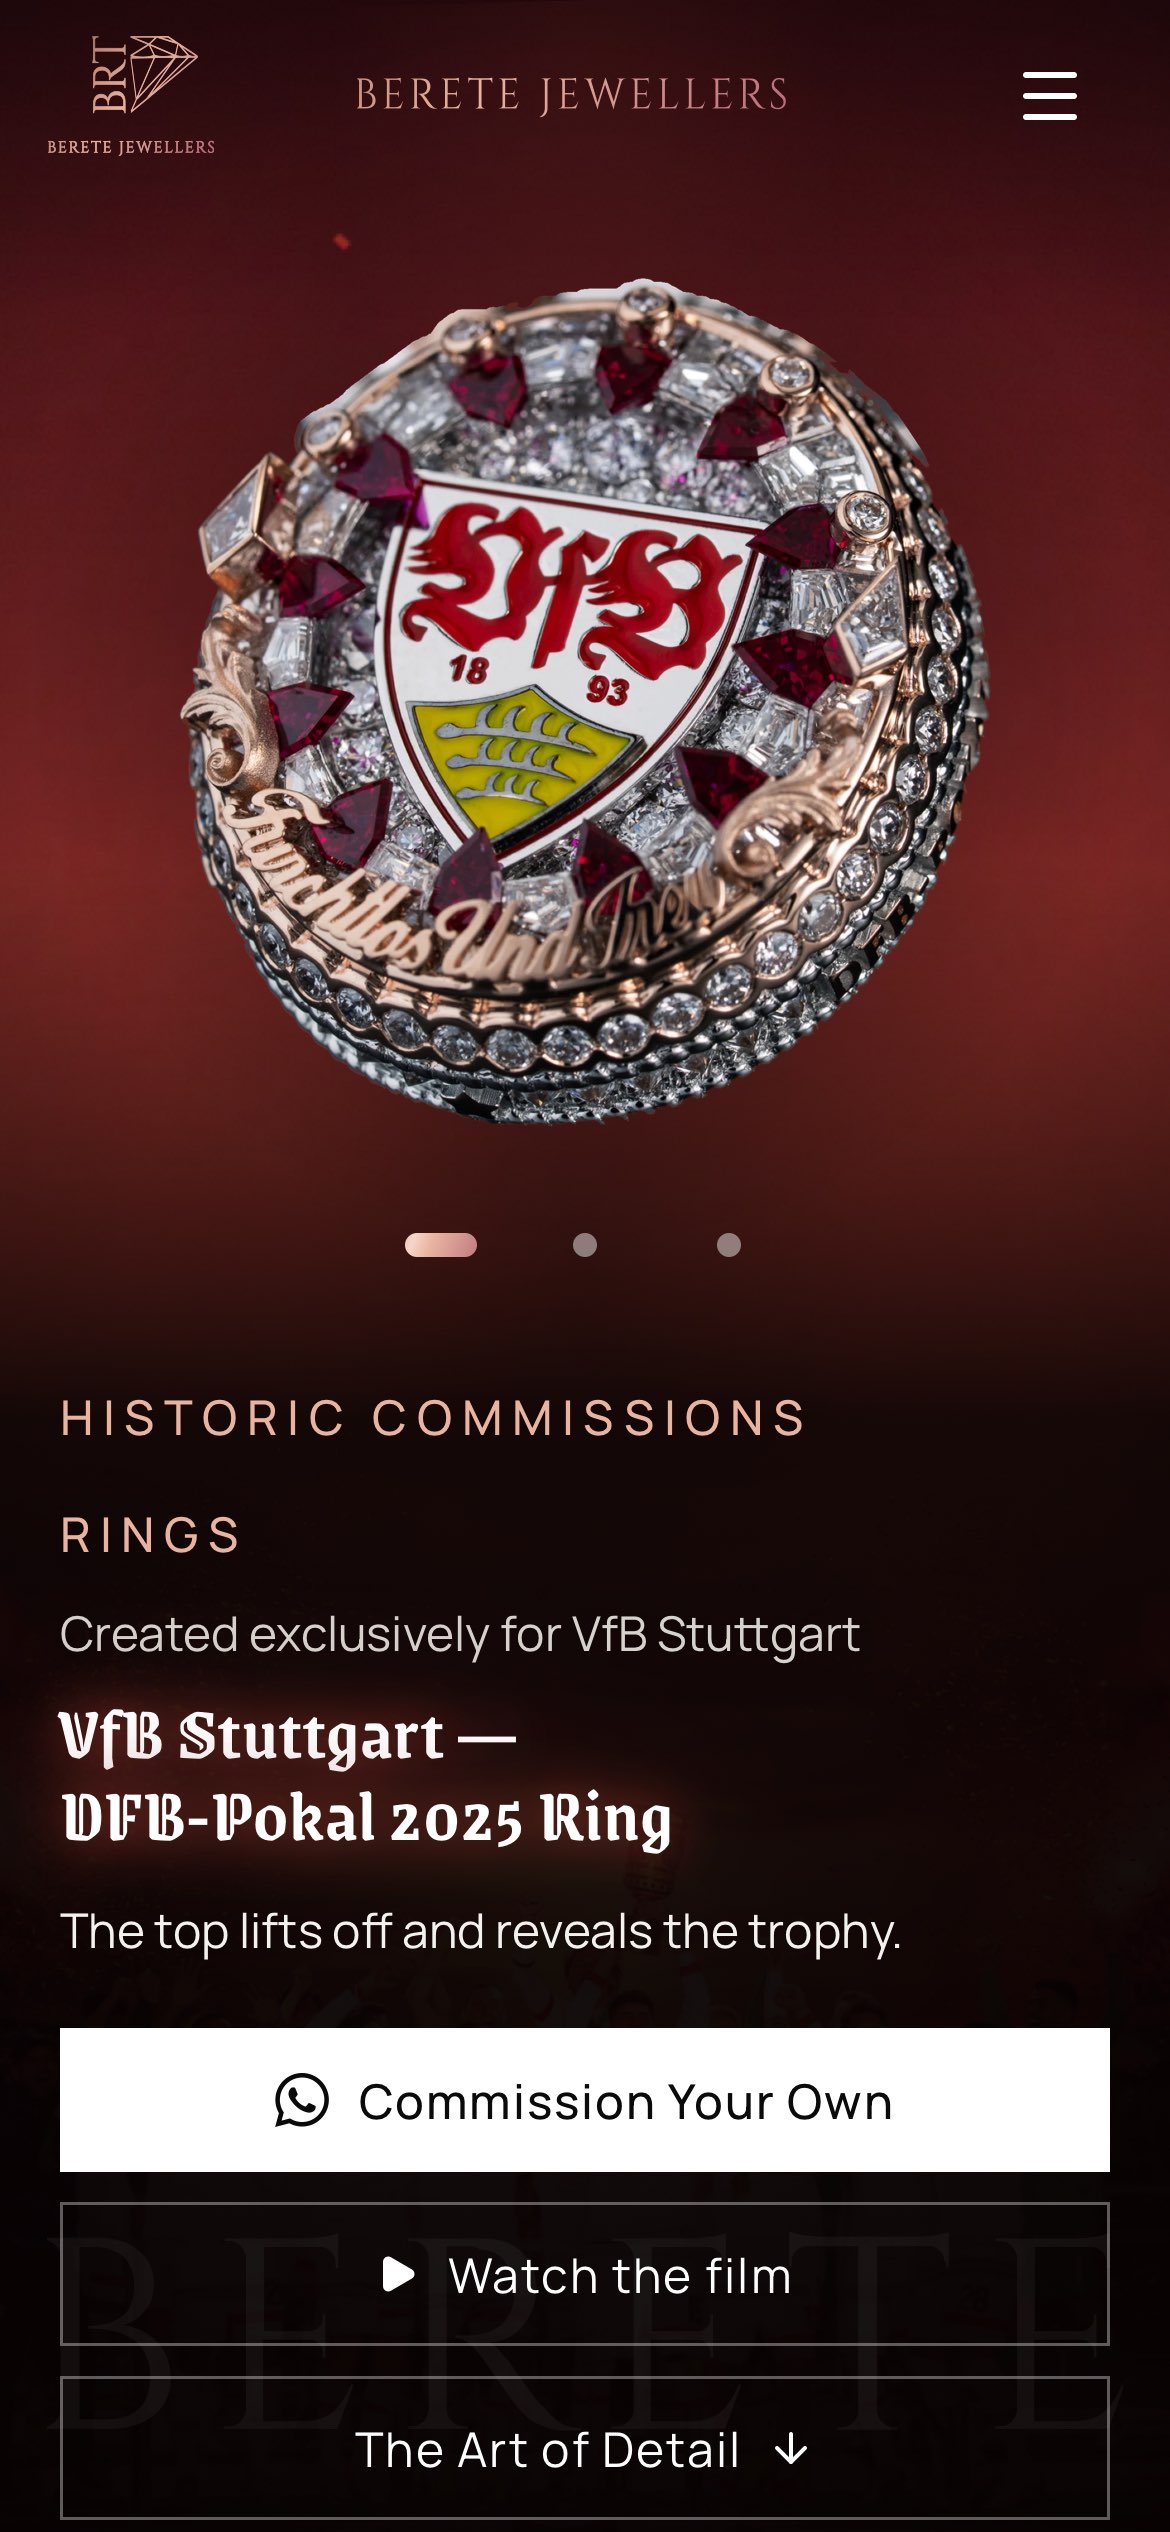 BRT
BERETE JEWELLERS
BERETE JEWELLERS
VfB
18 93
Furchtlos Und Treu
DFB
HISTORIC COMMISSIONS
RINGS
Created exclusively for VfB Stuttgart
VfB Stuttgart —
DFB-Pokal 2025 Ring
The top lifts off and reveals the trophy.
Commission Your Own
Watch the film
BERETE
The Art of Detail ↓